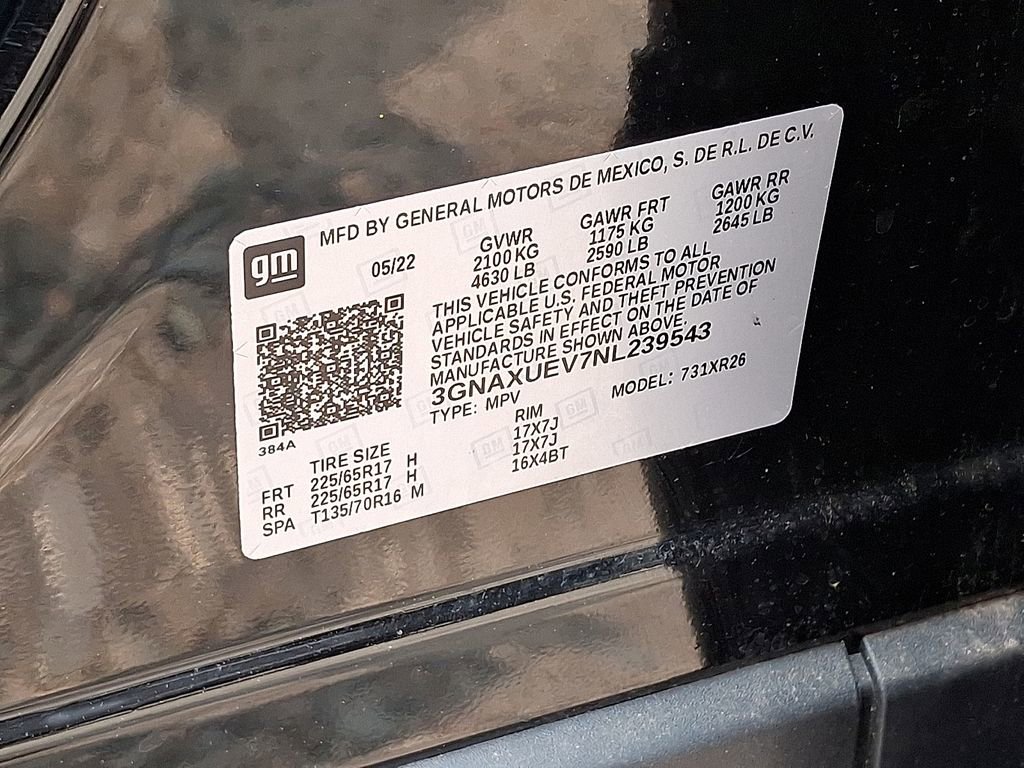 MFD BY GENERAL MOTORS DE MEXICO, S. DE R.L. DE C.V.
gm
05/22
GVWR
2100 KG
4630 LB
GAWR FRT
1175 KG
2590 LB
GAWR RR
1200 KG
2645 LB
THIS VEHICLE CONFORMS TO ALL
APPLICABLE U.S. FEDERAL MOTOR
VEHICLE SAFETY AND THEFT PREVENTION
STANDARDS IN EFFECT ON THE DATE OF
MANUFACTURE SHOWN ABOVE.
3GNAXUEV7NL239543
TYPE: MPV
MODEL: 731XR26
384A
TIRE SIZE RIM
FRT 225/65R17 H 17X7J
RR 225/65R17 H 17X7J
SPA T135/70R16 M 16X4BT